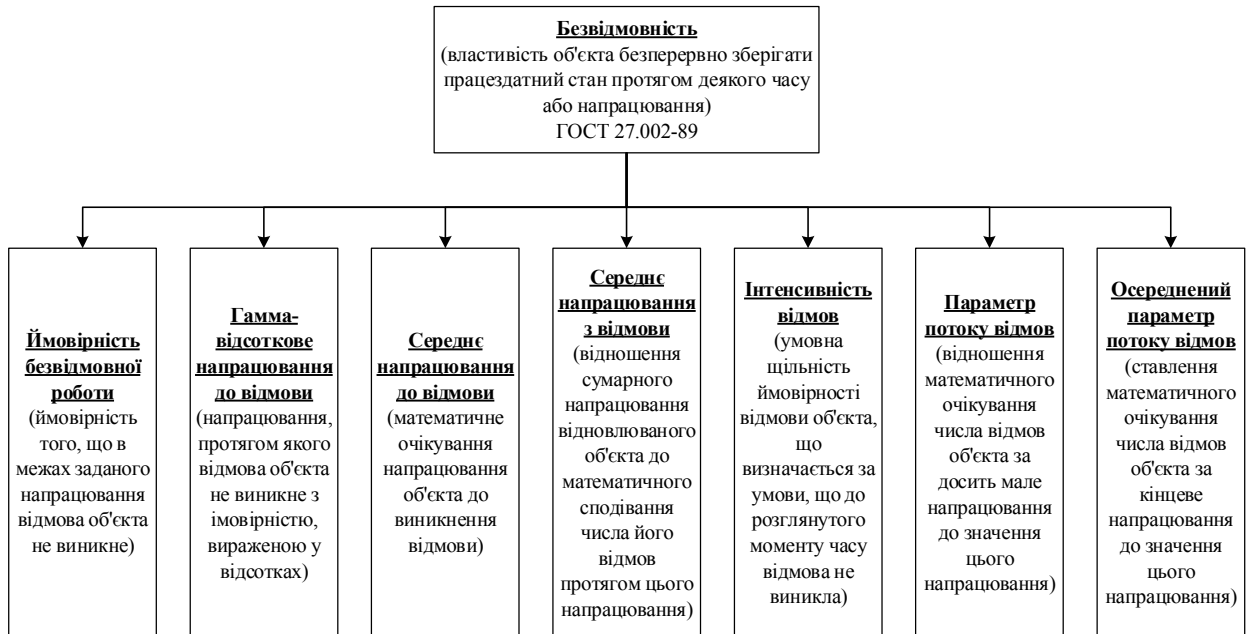 Безвідмовність
(властивість об'єкта безперервно зберігати
працездатний стан протягом деякого часу
або напрацювання)
ГОСТ 27.002-89
Ймовірність
безвідмовної
роботи
(ймовірність
того, що в
межах заданого
напрацювання
відмова об'єкта
не виникне)
Гамма-
відсоткове
напрацювання
до відмови
(напрацювання,
протягом якого
відмова об'єкта
не виникне з
імовірністю,
вираженою у
відсотках)
Середнє
напрацювання
до відмови
(математичне
очікування
напрацювання
об'єкта до
виникнення
відмови)
Середнє
напрацювання
з відмови
(відношення
сумарного
напрацювання
відновлюваного
об'єкта до
математичного
сподівання
числа його
відмов
протягом цього
напрацювання)
Інтенсивність
відмов
(умовна
щільність
ймовірності
відмови об'єкта,
що
визначається за
умови, що до
розглянутого
моменту часу
відмова не
виникла)
Параметр
потоку відмов
(відношення
математичного
очікування
числа відмов
об'єкта за
досить мале
напрацювання
до значення
цього
напрацювання)
Осереднений
параметр
потоку відмов
(ставлення
математичного
очікування
числа відмов
об'єкта за
кінцеве
напрацювання
до значення
цього
напрацювання)